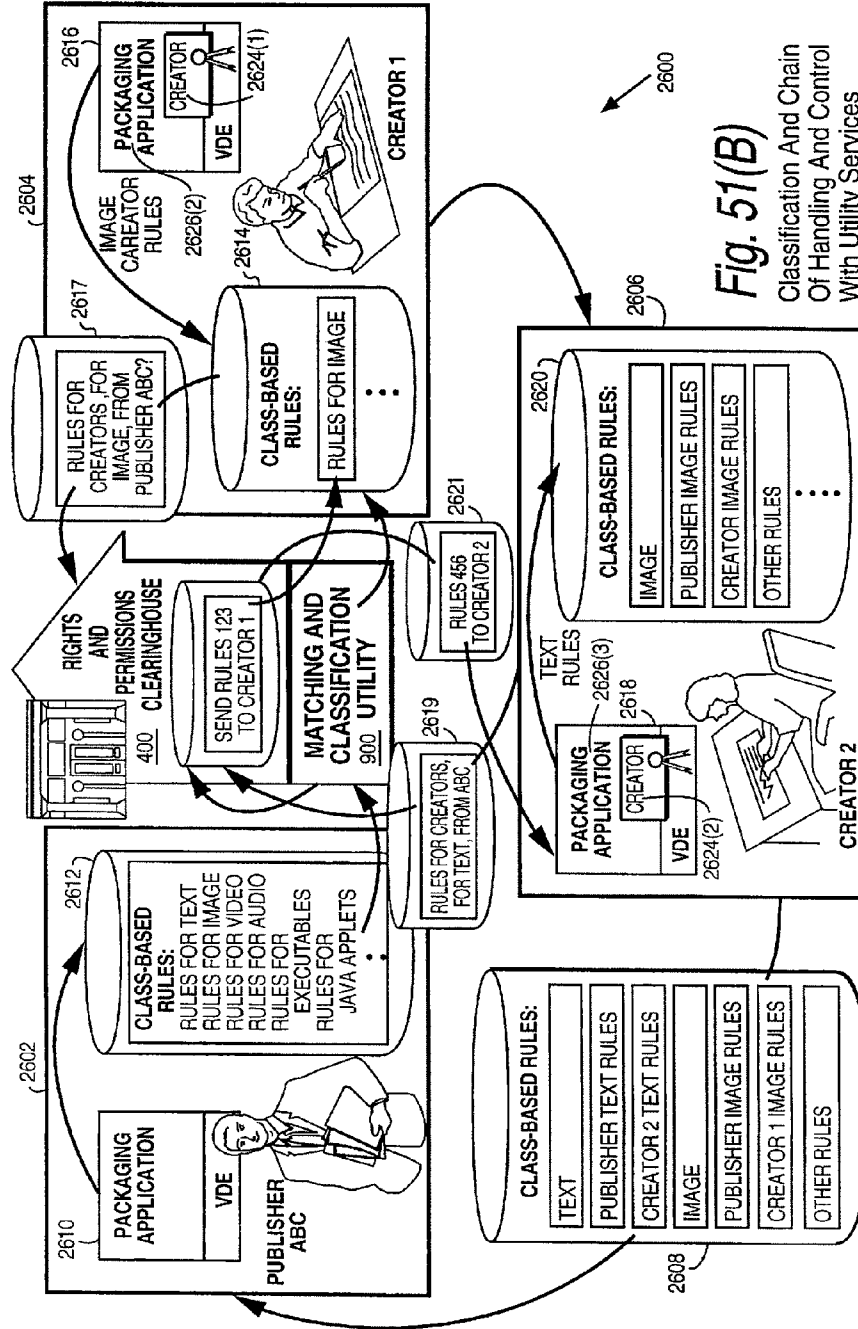 2602
2610
PACKAGING
APPLICATION
VDE
PUBLISHER
ABC
2612
CLASS-BASED
RULES:
RULES FOR TEXT
RULES FOR IMAGE
RULES FOR VIDEO
RULES FOR AUDIO
RULES FOR
EXECUTABLES
RULES FOR
JAVA APPLETS
RIGHTS
AND
PERMISSIONS
CLEARINGHOUSE
400
SEND RULES 123
TO CREATOR 1
MATCHING AND
CLASSIFICATION
900 UTILITY
2604
2617
RULES FOR
CREATORS ,FOR
IMAGE, FROM
PUBLISHER ABC?
2614
CLASS-BASED
RULES:
RULES FOR IMAGE
IMAGE
CAREATOR
RULES
2616
PACKAGING
APPLICATION
CREATOR
VDE
2624(1)
2626(2)
CREATOR 1
2619
RULES FOR CREATORS,
FOR TEXT, FROM ABC
2621
RULES 456
TO CREATOR 2
2608
CLASS-BASED RULES:
TEXT
PUBLISHER TEXT RULES
CREATOR 2 TEXT RULES
IMAGE
PUBLISHER IMAGE RULES
CREATOR 1 IMAGE RULES
OTHER RULES
2606
TEXT
RULES
PACKAGING
APPLICATION
2626(3)
2618
CREATOR
VDE
2624(2)
CREATOR 2
2620
CLASS-BASED RULES:
IMAGE
PUBLISHER IMAGE RULES
CREATOR IMAGE RULES
OTHER RULES
2600
Fig. 51(B)
Classification And Chain
Of Handling And Control
With Utility Services